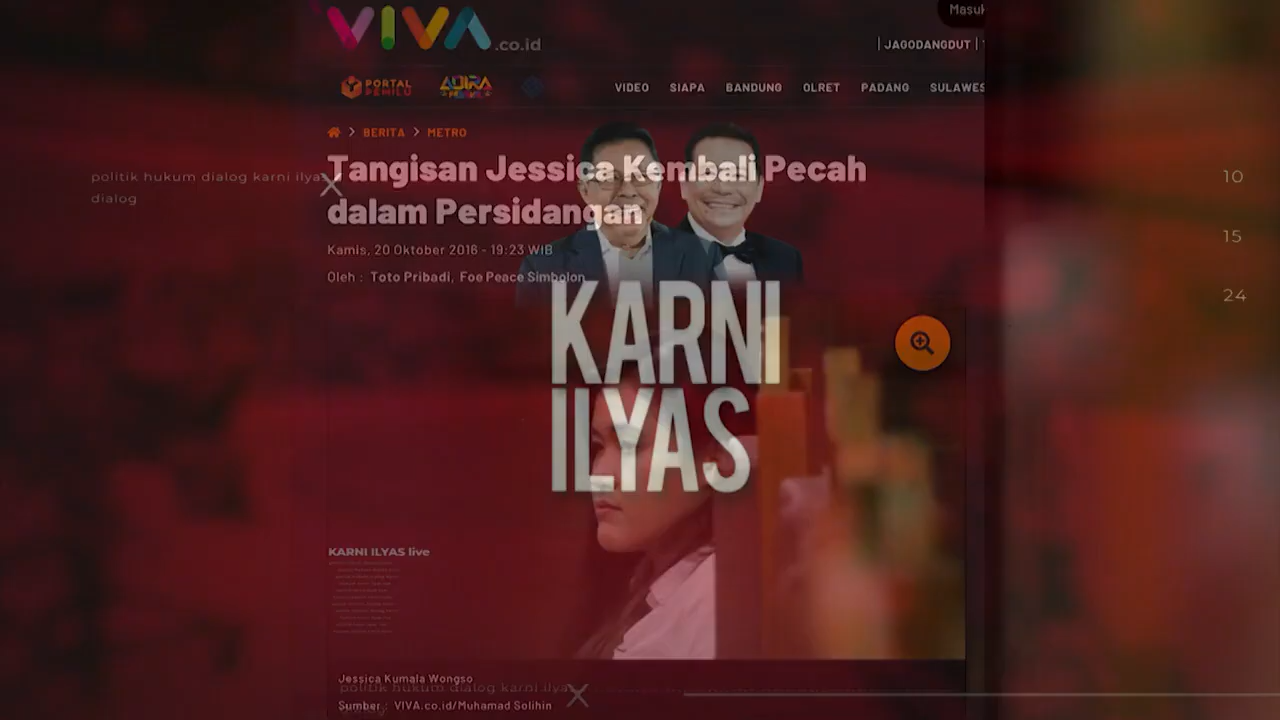 VIVA.co.id
Masuk
JAGODANGDUT
PORTAL PEMILU
VIDEO SIAPA BANDUNG OLRET PADANG SULAWES
BERITA > METRO
Tangisan Jessica Kembali Pecah
dalam Persidangan
politik hukum dialog karni ilyas
dialog
Kamis, 20 Oktober 2016 - 19:23 WIB
Oleh : Toto Pribadi, Foe Peace Simbolon
10
15
24
KARNI
ILYAS
KARNI ILYAS live
Jessica Kumala Wongso
politik hukum dialog karni ilyas
Sumber : VIVA.co.id/Muhamad Solihin